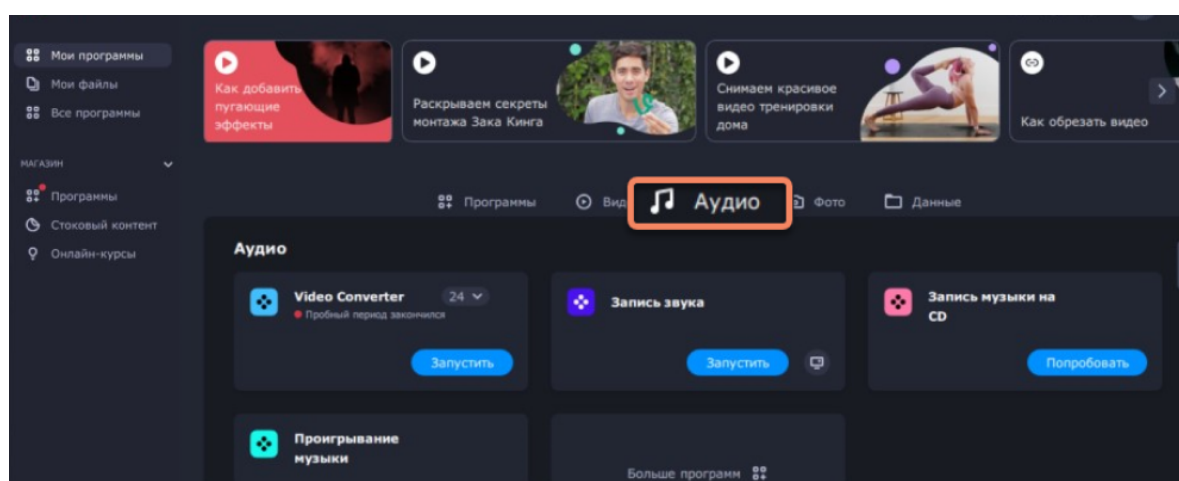 Мои программы
Мои файлы
Все программы
МАГАЗИН
Программы
Стоковый контент
Онлайн-курсы
Как добавить
пугающие
эффекты
Раскрываем секреты
монтажа Зака Кинга
Снимаем красивое
видео тренировки
дома
Как обрезать видео
Программы
Аудио
Фото
Данные
Аудио
Video Converter
24
Пробный период закончился
Запустить
Запись звука
Запустить
Запись музыки на
CD
Попробовать
Проигрывание
музыки
Больше программ